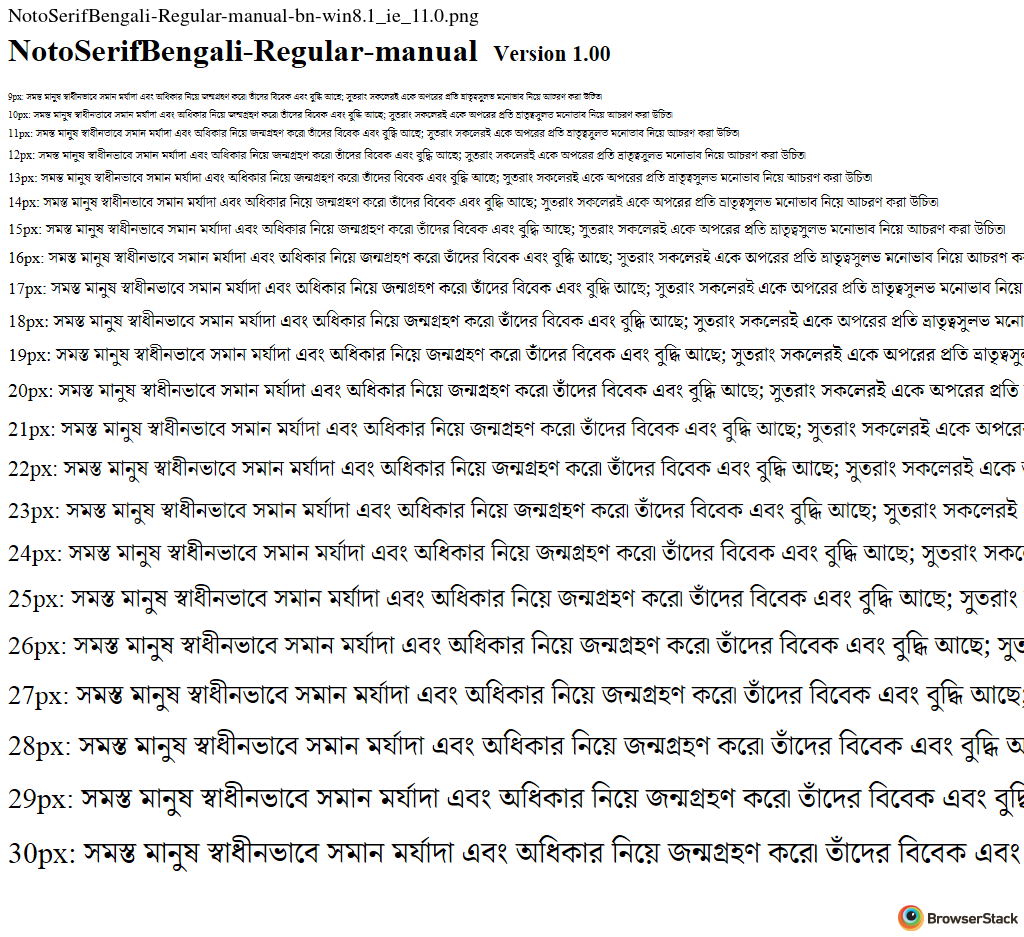 NotoSerifBengali-Regular-manual-bn-win8.1_ie_11.0.png
NotoSerifBengali-Regular-manual Version 1.00
9px: সমস্ত মানুষ স্বাধীনভাবে সমান মর্যাদা এবং অধিকার নিয়ে জন্মগ্রহণ করে৷ তাঁদের বিবেক এবং বুদ্ধি আছে; সুতরাং সকলেরই একে অপরের প্রতি ভ্রাতৃত্বসুলভ মনোভাব নিয়ে আচরণ করা উচিত৷
10px: সমস্ত মানুষ স্বাধীনভাবে সমান মর্যাদা এবং অধিকার নিয়ে জন্মগ্রহণ করে৷ তাঁদের বিবেক এবং বুদ্ধি আছে; সুতরাং সকলেরই একে অপরের প্রতি ভ্রাতৃত্বসুলভ মনোভাব নিয়ে আচরণ করা উচিত৷
11px: সমস্ত মানুষ স্বাধীনভাবে সমান মর্যাদা এবং অধিকার নিয়ে জন্মগ্রহণ করে৷ তাঁদের বিবেক এবং বুদ্ধি আছে; সুতরাং সকলেরই একে অপরের প্রতি ভ্রাতৃত্বসুলভ মনোভাব নিয়ে আচরণ করা উচিত৷
12px: সমস্ত মানুষ স্বাধীনভাবে সমান মর্যাদা এবং অধিকার নিয়ে জন্মগ্রহণ করে৷ তাঁদের বিবেক এবং বুদ্ধি আছে; সুতরাং সকলেরই একে অপরের প্রতি ভ্রাতৃত্বসুলভ মনোভাব নিয়ে আচরণ করা উচিত৷
13px: সমস্ত মানুষ স্বাধীনভাবে সমান মর্যাদা এবং অধিকার নিয়ে জন্মগ্রহণ করে৷ তাঁদের বিবেক এবং বুদ্ধি আছে; সুতরাং সকলেরই একে অপরের প্রতি ভ্রাতৃত্বসুলভ মনোভাব নিয়ে আচরণ করা উচিত৷
14px: সমস্ত মানুষ স্বাধীনভাবে সমান মর্যাদা এবং অধিকার নিয়ে জন্মগ্রহণ করে৷ তাঁদের বিবেক এবং বুদ্ধি আছে; সুতরাং সকলেরই একে অপরের প্রতি ভ্রাতৃত্বসুলভ মনোভাব নিয়ে আচরণ করা উচিত৷
15px: সমস্ত মানুষ স্বাধীনভাবে সমান মর্যাদা এবং অধিকার নিয়ে জন্মগ্রহণ করে৷ তাঁদের বিবেক এবং বুদ্ধি আছে; সুতরাং সকলেরই একে অপরের প্রতি ভ্রাতৃত্বসুলভ মনোভাব নিয়ে আচরণ করা উচিত৷
16px: সমস্ত মানুষ স্বাধীনভাবে সমান মর্যাদা এবং অধিকার নিয়ে জন্মগ্রহণ করে৷ তাঁদের বিবেক এবং বুদ্ধি আছে; সুতরাং সকলেরই একে অপরের প্রতি ভ্রাতৃত্বসুলভ মনোভাব নিয়ে আচরণ
17px: সমস্ত মানুষ স্বাধীনভাবে সমান মর্যাদা এবং অধিকার নিয়ে জন্মগ্রহণ করে৷ তাঁদের বিবেক এবং বুদ্ধি আছে; সুতরাং সকলেরই একে অপরের প্রতি ভ্রাতৃত্বসুলভ মনোভাব নিয়ে
18px: সমস্ত মানুষ স্বাধীনভাবে সমান মর্যাদা এবং অধিকার নিয়ে জন্মগ্রহণ করে৷ তাঁদের বিবেক এবং বুদ্ধি আছে; সুতরাং সকলেরই একে অপরের প্রতি ভ্রাতৃত্বসুলভ মনো
19px: সমস্ত মানুষ স্বাধীনভাবে সমান মর্যাদা এবং অধিকার নিয়ে জন্মগ্রহণ করে৷ তাঁদের বিবেক এবং বুদ্ধি আছে; সুতরাং সকলেরই একে অপরের প্রতি ভ্রাতৃত্বসু
20px: সমস্ত মানুষ স্বাধীনভাবে সমান মর্যাদা এবং অধিকার নিয়ে জন্মগ্রহণ করে৷ তাঁদের বিবেক এবং বুদ্ধি আছে; সুতরাং সকলেরই একে অপরের প্রতি
21px: সমস্ত মানুষ স্বাধীনভাবে সমান মর্যাদা এবং অধিকার নিয়ে জন্মগ্রহণ করে৷ তাঁদের বিবেক এবং বুদ্ধি আছে; সুতরাং সকলেরই একে অপরে
22px: সমস্ত মানুষ স্বাধীনভাবে সমান মর্যাদা এবং অধিকার নিয়ে জন্মগ্রহণ করে৷ তাঁদের বিবেক এবং বুদ্ধি আছে; সুতরাং সকলেরই একে
23px: সমস্ত মানুষ স্বাধীনভাবে সমান মর্যাদা এবং অধিকার নিয়ে জন্মগ্রহণ করে৷ তাঁদের বিবেক এবং বুদ্ধি আছে; সুতরাং সকলেরই
24px: সমস্ত মানুষ স্বাধীনভাবে সমান মর্যাদা এবং অধিকার নিয়ে জন্মগ্রহণ করে৷ তাঁদের বিবেক এবং বুদ্ধি আছে; সুতরাং সকে
25px: সমস্ত মানুষ স্বাধীনভাবে সমান মর্যাদা এবং অধিকার নিয়ে জন্মগ্রহণ করে৷ তাঁদের বিবেক এবং বুদ্ধি আছে; সুতরাং
26px: সমস্ত মানুষ স্বাধীনভাবে সমান মর্যাদা এবং অধিকার নিয়ে জন্মগ্রহণ করে৷ তাঁদের বিবেক এবং বুদ্ধি আছে; সুত
27px: সমস্ত মানুষ স্বাধীনভাবে সমান মর্যাদা এবং অধিকার নিয়ে জন্মগ্রহণ করে৷ তাঁদের বিবেক এবং বুদ্ধি আছে;
28px: সমস্ত মানুষ স্বাধীনভাবে সমান মর্যাদা এবং অধিকার নিয়ে জন্মগ্রহণ করে৷ তাঁদের বিবেক এবং বুদ্ধি
29px: সমস্ত মানুষ স্বাধীনভাবে সমান মর্যাদা এবং অধিকার নিয়ে জন্মগ্রহণ করে৷ তাঁদের বিবেক এবং বুদ্ধি
30px: সমস্ত মানুষ স্বাধীনভাবে সমান মর্যাদা এবং অধিকার নিয়ে জন্মগ্রহণ করে৷ তাঁদের বিবেক এবং
BrowserStack